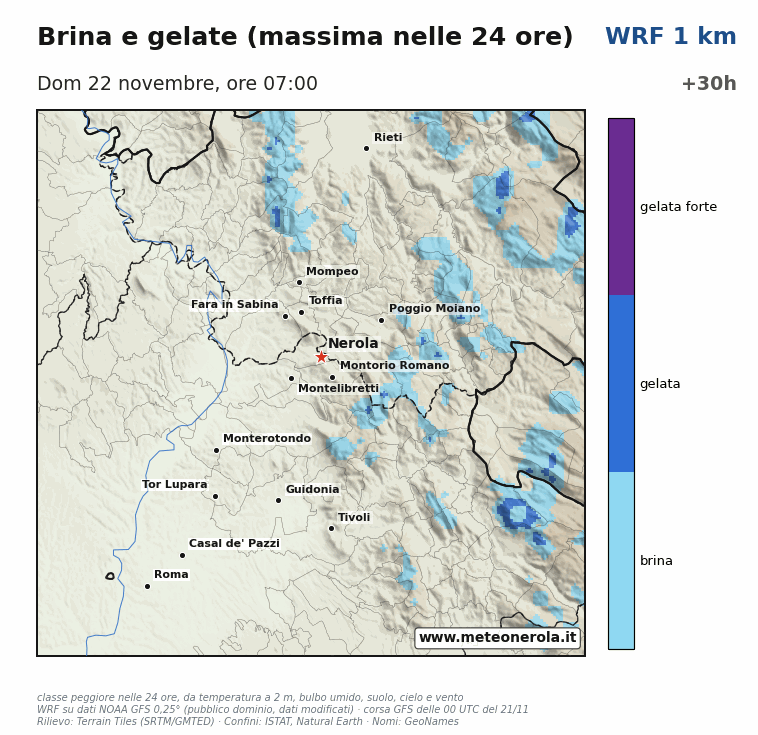 Brina e gelate (massima nelle 24 ore) WRF 1 km
Dom 22 novembre, ore 07:00 +30h
Rieti
gelata forte
Mompeo
Fara in Sabina Toffia
Poggio Moiano
Nerola
Montorio Romano
Montelibretti
gelata
Monterotondo
Tor Lupara
Guidonia
Tivoli
Casal de' Pazzi
brina
Roma
www.meteonerola.it
classe peggiore nelle 24 ore, da temperatura a 2 m, bulbo umido, suolo, cielo e vento
WRF su dati NOAA GFS 0,25° (pubblico dominio, dati modificati) · corsa GFS delle 00 UTC del 21/11
Rilievo: Terrain Tiles (SRTM/GMTED) · Confini: ISTAT, Natural Earth · Nomi: GeoNames